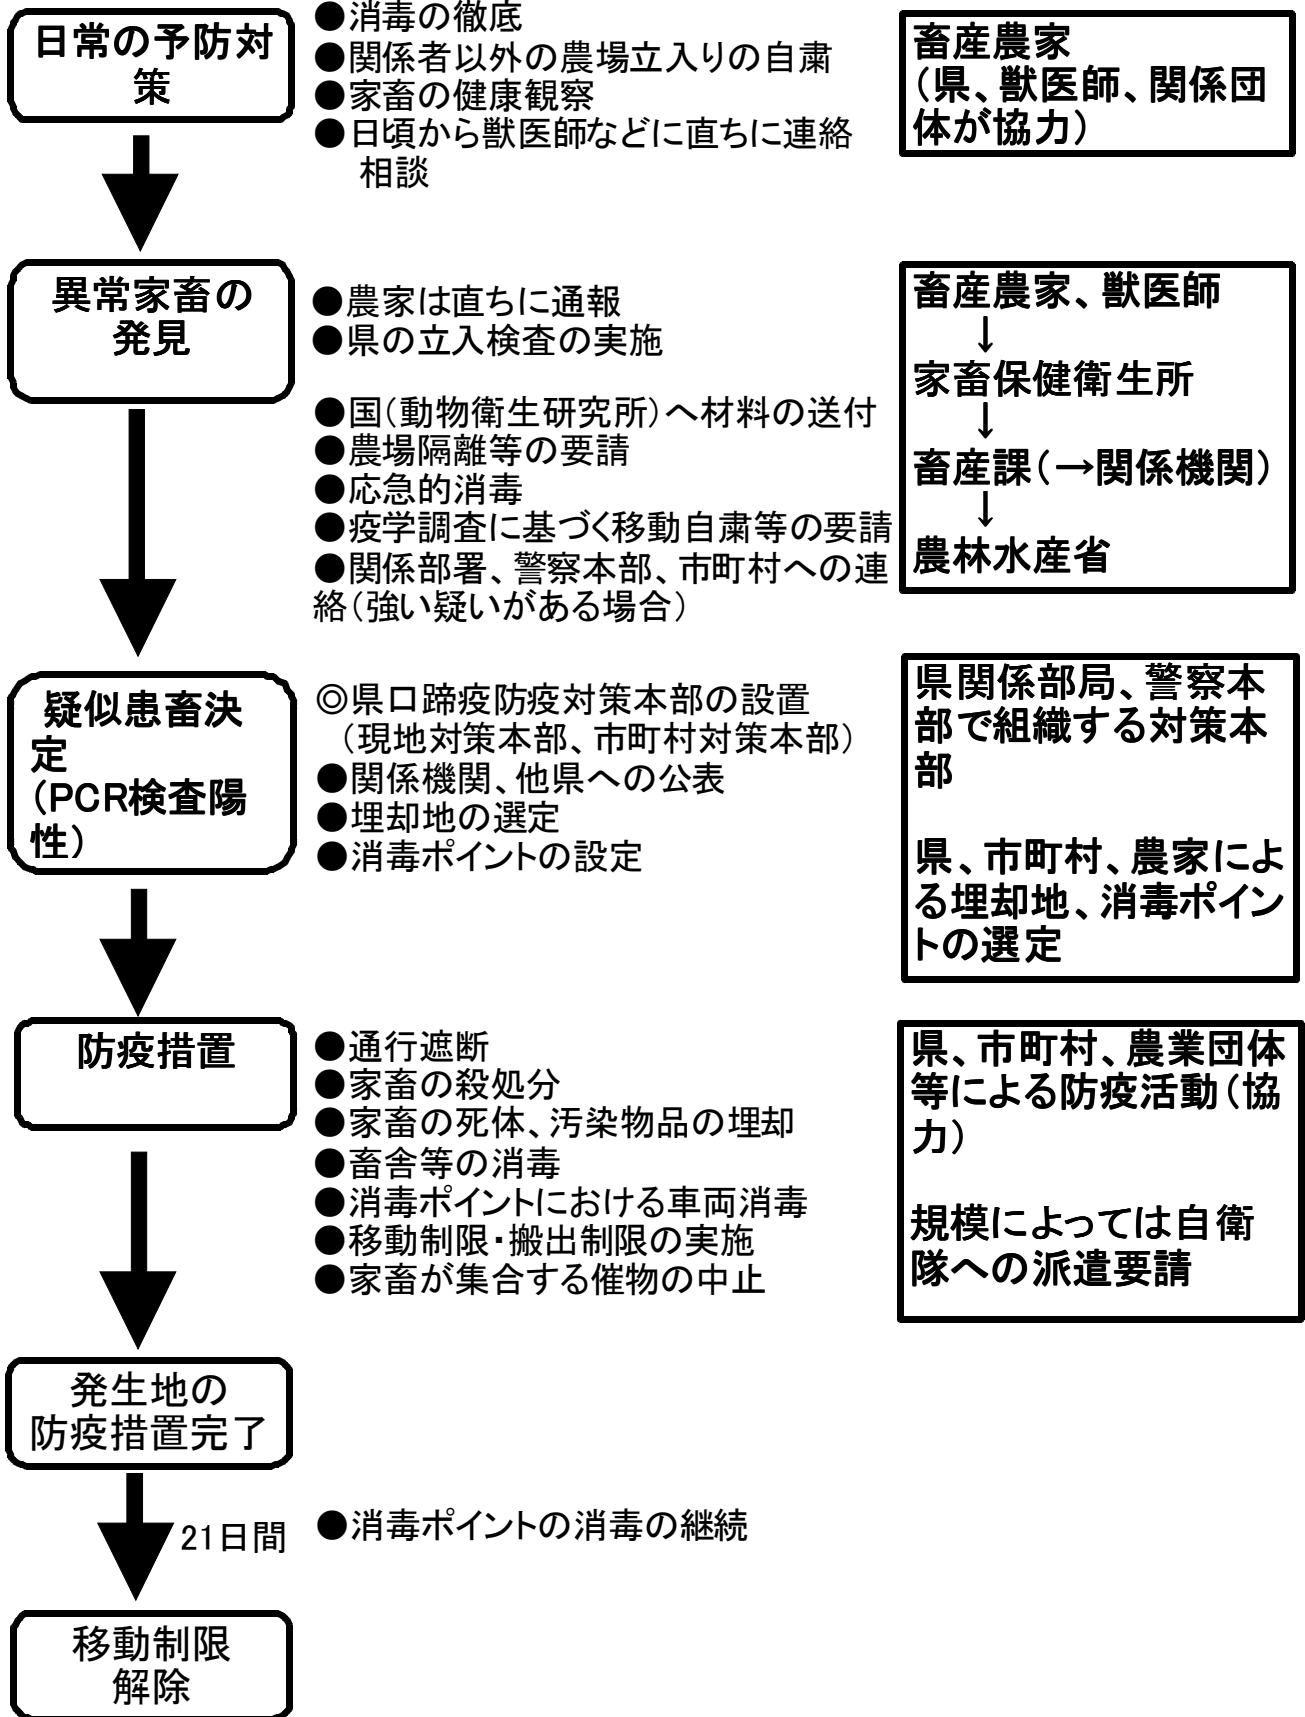 日常の予防対
策
●消毒の徹底
●関係者以外の農場立入りの自粛
●家畜の健康観察
●日頃から獣医師などに直ちに連絡
相談
畜産農家
（県、獣医師、関係団
体が協力）
異常家畜の
発見
●農家は直ちに通報
●県の立入検査の実施
●国（動物衛生研究所）へ材料の送付
●農場隔離等の要請
●応急的消毒
●疫学調査に基づく移動自粛等の要請
●関係部署、警察本部、市町村への連
絡（強い疑いがある場合）
畜産農家、獣医師
↓
家畜保健衛生所
↓
畜産課（→関係機関）
↓
農林水産省
疑似患畜決
定
（PCR検査陽
性）
◎県口蹄疫防疫対策本部の設置
（現地対策本部、市町村対策本部）
●関係機関、他県への公表
●埋却地の選定
●消毒ポイントの設定
県関係部局、警察本
部で組織する対策本
部
県、市町村、農家によ
る埋却地、消毒ポイン
トの選定
防疫措置
●通行遮断
●家畜の殺処分
●家畜の死体、汚染物品の埋却
●畜舎等の消毒
●消毒ポイントにおける車両消毒
●移動制限・搬出制限の実施
●家畜が集合する催物の中止
県、市町村、農業団体
等による防疫活動（協
力）
規模によっては自衛
隊への派遣要請
発生地の
防疫措置完了
21日間
●消毒ポイントの消毒の継続
移動制限
解除